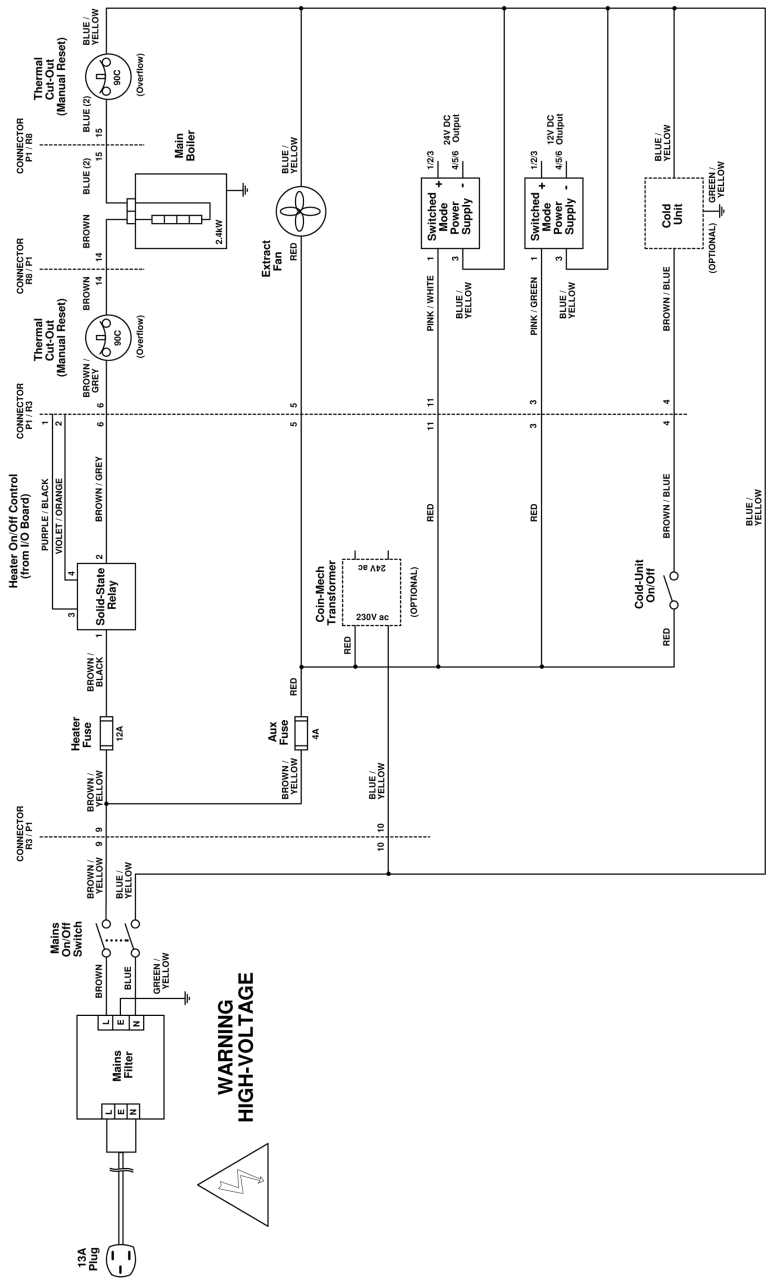 13A
Plug
L
E
N
Mains
Filter
L
E
N
BROWN
BLUE
GREEN /
YELLOW
WARNING
HIGH-VOLTAGE
Mains
On/Off
Switch
BROWN /
YELLOW
BLUE /
YELLOW
CONNECTOR
R3 / P1
9
9
10
10
BROWN /
YELLOW
BROWN /
YELLOW
BLUE /
YELLOW
Heater
Fuse
12A
Aux
Fuse
4A
BROWN /
BLACK
RED
Heater On/Off Control
(from I/O Board)
PURPLE / BLACK
VIOLET / ORANGE
1
2
3
4
Solid-State
Relay
1
2
BROWN / GREY
Coin-Mech
Transformer
RED
230V ac
24V ac
(OPTIONAL)
RED
RED
RED
Cold-Unit
On/Off
BROWN / BLUE
CONNECTOR
P1 / R3
6
6
5
5
11
11
3
3
4
4
BROWN /
GREY
Thermal
Cut-Out
(Manual Reset)
90C
(Overflow)
BROWN
CONNECTOR
R8 / P1
14
14
BROWN
Main
Boiler
2.4kW
BLUE (2)
CONNECTOR
P1 / R8
15
15
BLUE (2)
Thermal
Cut-Out
(Manual Reset)
90C
(Overflow)
BLUE /
YELLOW
Extract
Fan
RED
BLUE /
YELLOW
PINK / WHITE
BLUE /
YELLOW
1
3
Switched
Mode
Power
Supply
+
-
1/2/3
4/5/6
24V DC
Output
PINK / GREEN
BLUE /
YELLOW
1
3
Switched
Mode
Power
Supply
+
-
1/2/3
4/5/6
12V DC
Otutput
BROWN / BLUE
Cold
Unit
(OPTIONAL)
GREEN /
YELLOW
BLUE /
YELLOW
BLUE /
YELLOW